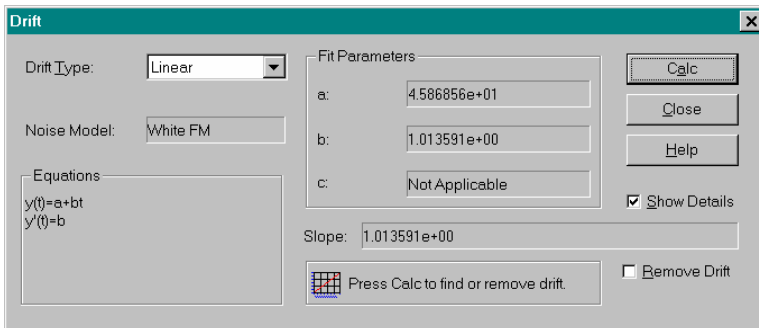 Drift
Drift Type:
Linear
Noise Model:
White FM
Equations
y(t)=a+bt
y'(t)=b
Fit Parameters
a:
4.586856e+01
b:
1.013591e+00
c:
Not Applicable
Slope:
1.013591e+00
Press Calc to find or remove drift.
Calc
Close
Help
Show Details
Remove Drift